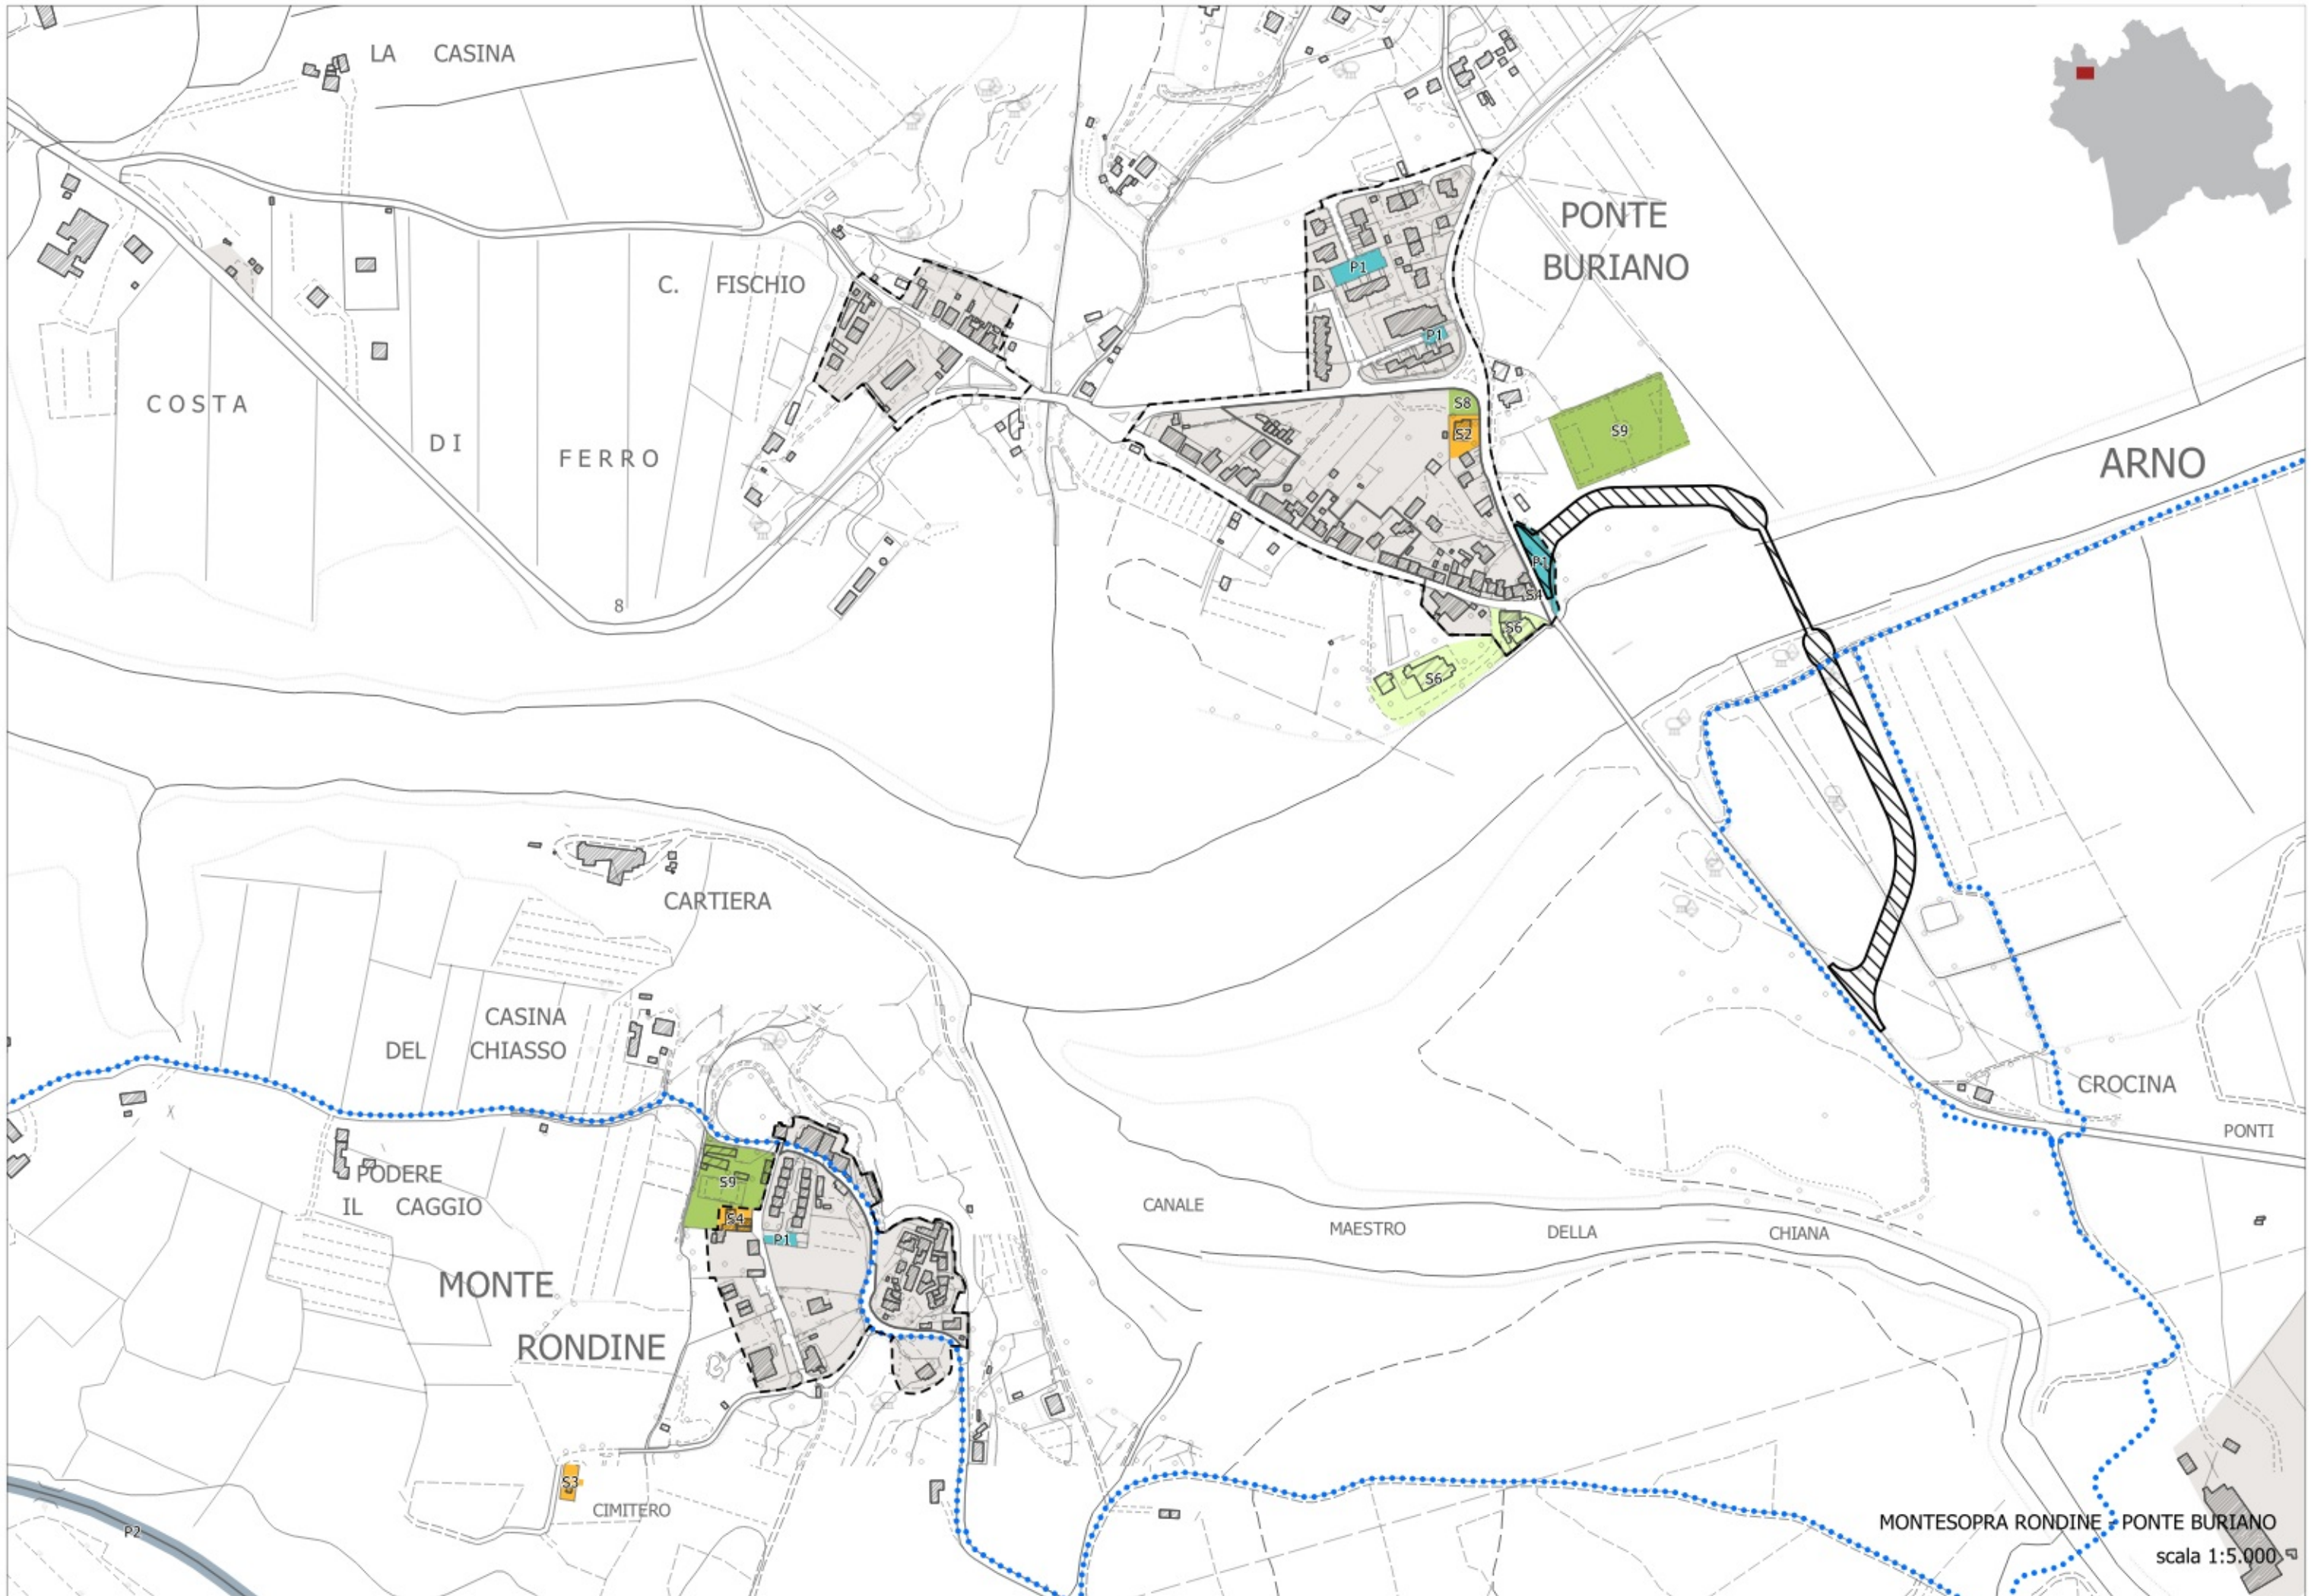 LA CASINA
PONTE
BURIANO
P1
C. FISCHIO
P1
COSTA
S8
DI
S2
S9
FERRO
ARNO
P1
8
S4
S6
S6
CARTIERA
CASINA
DEL CHIASSO
CROCINA
PONTI
PODERE
S9
IL CAGGIO
CANALE
MAESTRO
DELLA
CHIANA
S4
P1
MONTE
RONDINE
S3
CIMITERO
P2
MONTESOPRA RONDINE - PONTE BURIANO
scala 1:5.000